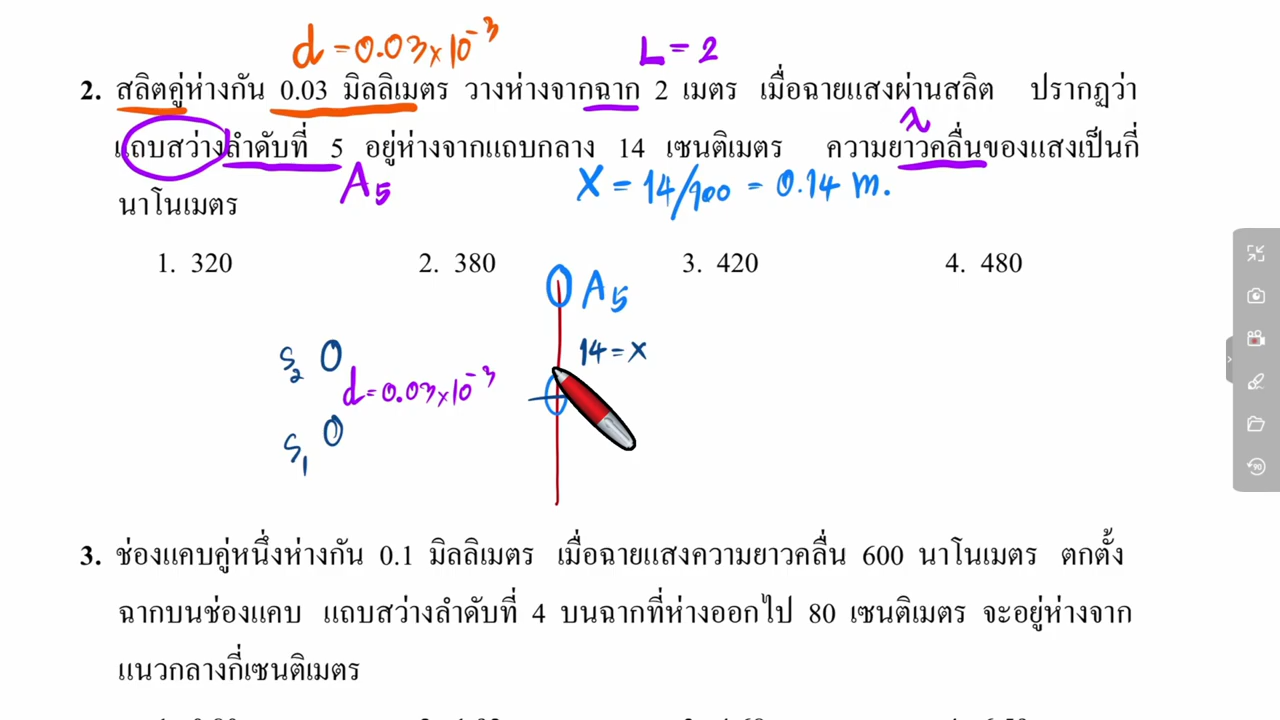 d = 0.03×10⁻³
L = 2
2. สลิตคู่ห่างกัน 0.03 มิลลิเมตร วางห่างจากฉาก 2 เมตร เมื่อฉายแสงผ่านสลิต ปรากฏว่า
λ
แถบสว่างลำดับที่ 5 อยู่ห่างจากแถบกลาง 14 เซนติเมตร ความยาวคลื่นของแสงเป็นกี่
A₅
X = 14/100 = 0.14 m.
นาโนเมตร
1. 320 2. 380 3. 420 4. 480
A₅
14 = x
S₂
d = 0.03×10⁻³
S₁
3. ช่องแคบคู่หนึ่งห่างกัน 0.1 มิลลิเมตร เมื่อฉายแสงความยาวคลื่น 600 นาโนเมตร ตกตั้ง
ฉากบนช่องแคบ แถบสว่างลำดับที่ 4 บนฉากที่ห่างออกไป 80 เซนติเมตร จะอยู่ห่างจาก
แนวกลางกี่เซนติเมตร